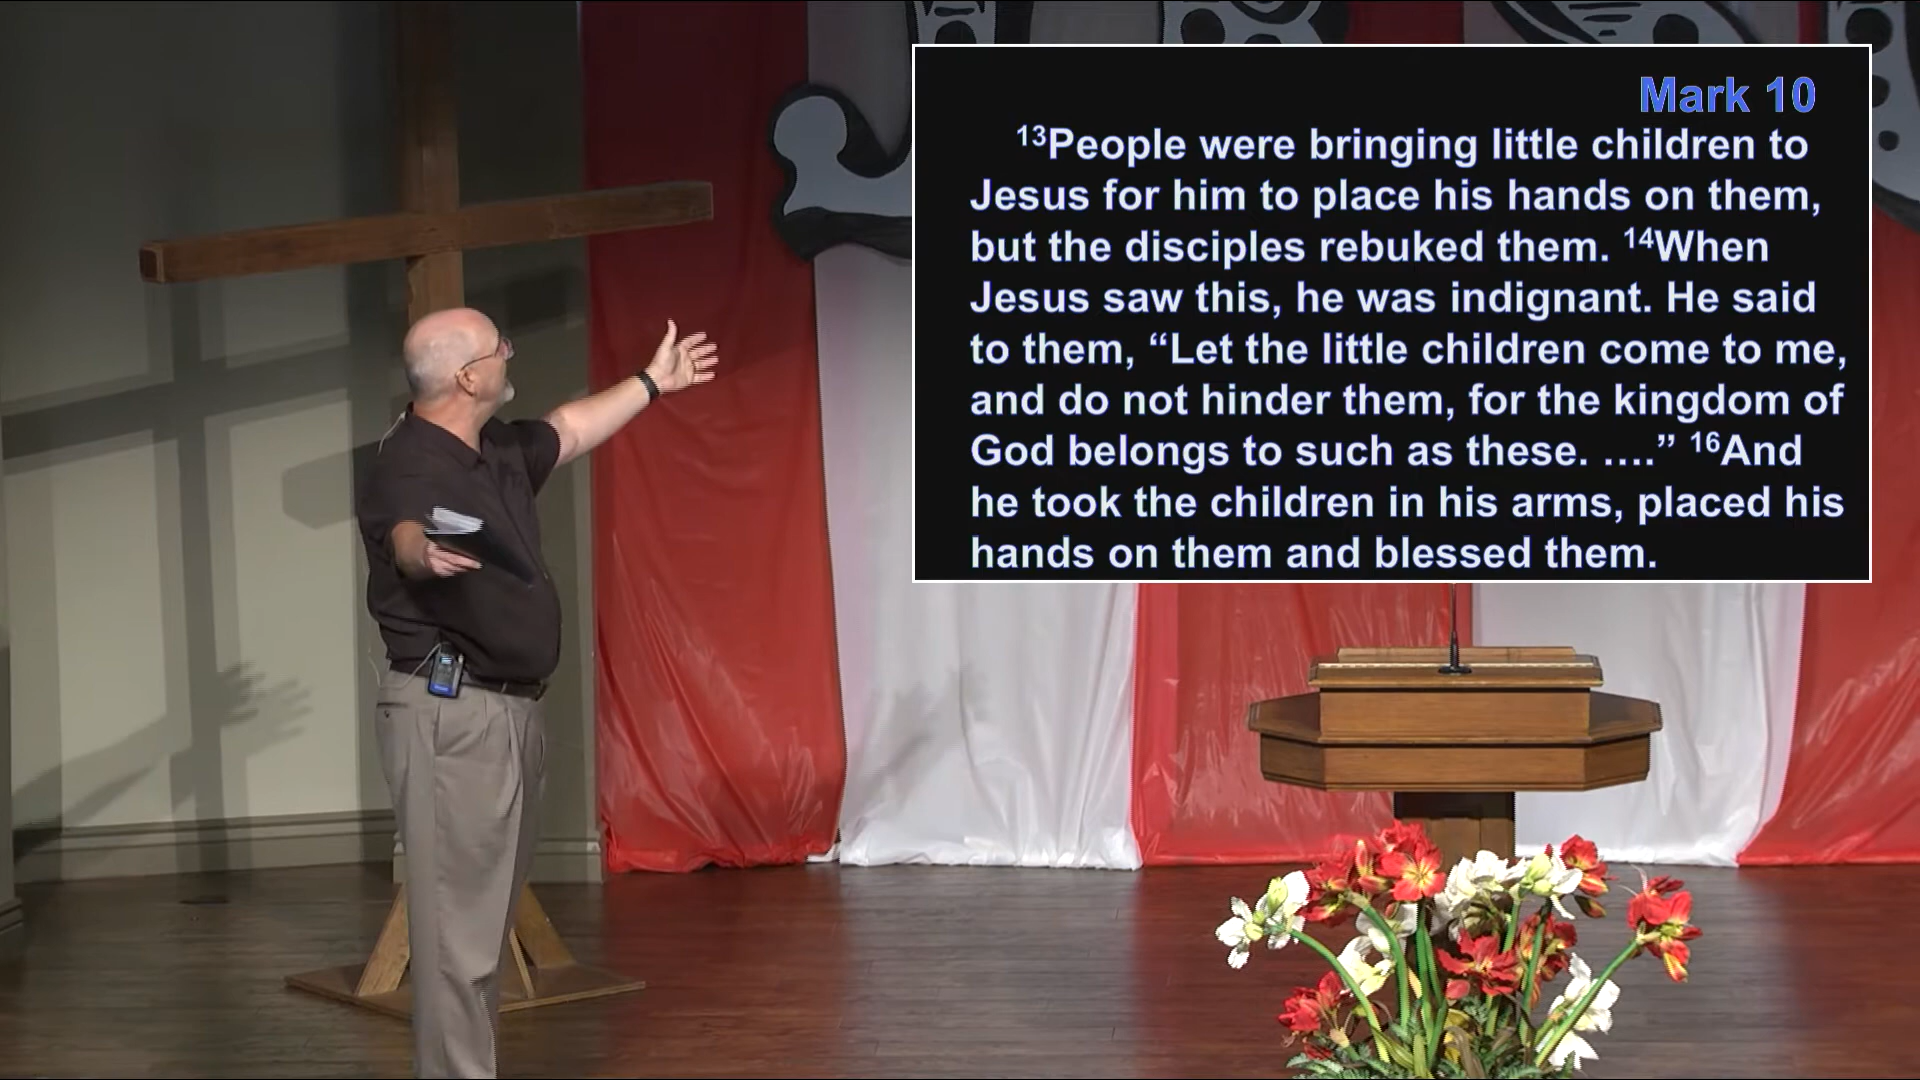 Mark 10
¹³People were bringing little children to
Jesus for him to place his hands on them,
but the disciples rebuked them. ¹⁴When
Jesus saw this, he was indignant. He said
to them, “Let the little children come to me,
and do not hinder them, for the kingdom of
God belongs to such as these. ....” ¹⁶And
he took the children in his arms, placed his
hands on them and blessed them.